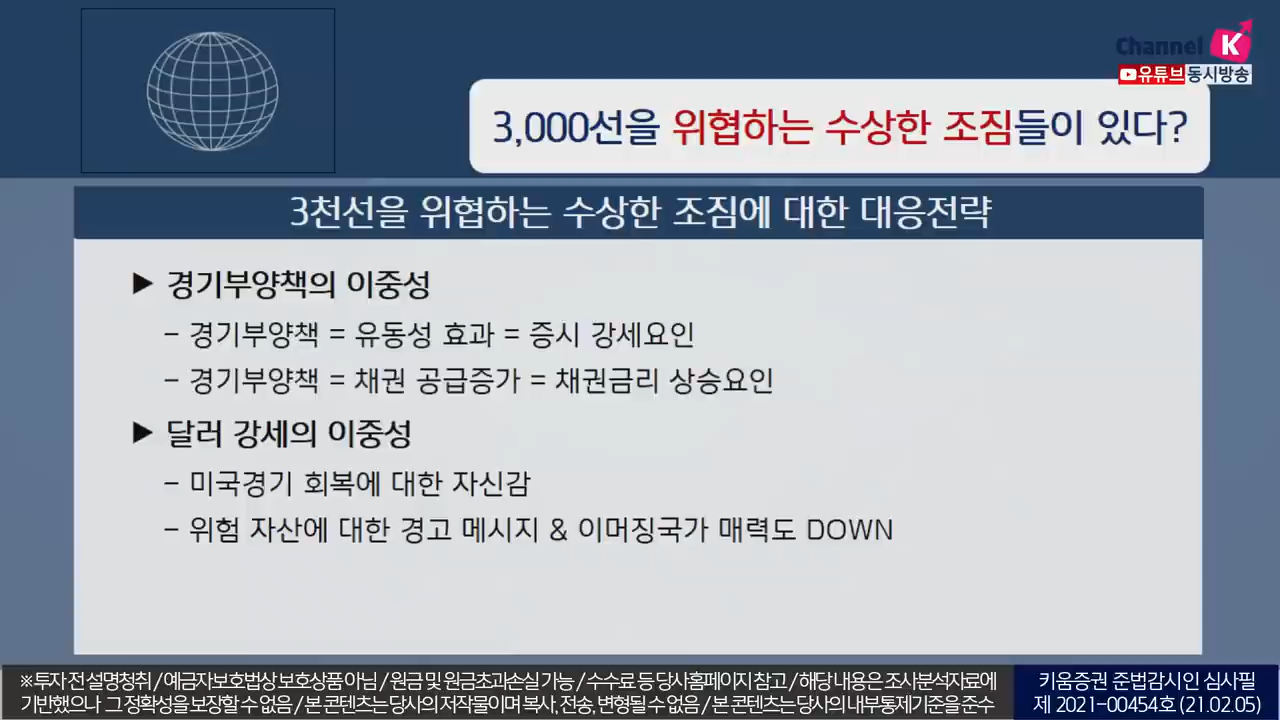 Channel K
유튜브동시방송
3,000선을 위협하는 수상한 조짐들이 있다?
3천선을 위협하는 수상한 조짐에 대한 대응전략
▶ 경기부양책의 이중성
- 경기부양책 = 유동성 효과 = 증시 강세요인
- 경기부양책 = 채권 공급증가 = 채권금리 상승요인
▶ 달러 강세의 이중성
- 미국경기 회복에 대한 자신감
- 위험 자산에 대한 경고 메시지 & 이머징국가 매력도 DOWN
※ 투자 전 설명청취 / 예금자보호법상 보호상품 아님 / 원금 및 원금초과손실 가능 / 수수료 등 당사홈페이지 참고 / 해당 내용은 조사분석자료에
기반했으나 그 정확성을 보장할 수 없음 / 본 콘텐츠는 당사의 저작물이며 복사, 전송, 변형될 수 없음 / 본 콘텐츠는 당사의 내부통제기준을 준수
키움증권 준법감시인 심사필
제 2021-00454호 (21.02.05)